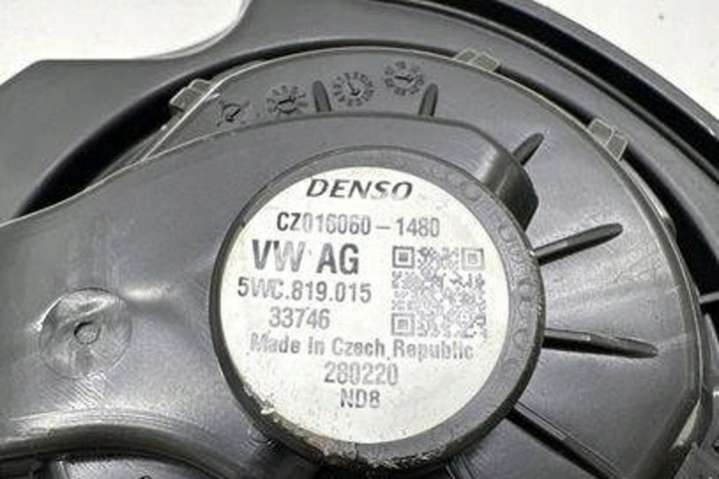 DENSO
CZ016060-1480
VW AG
5WC.819.015
33746
Made In Czech Republic
280220
ND8